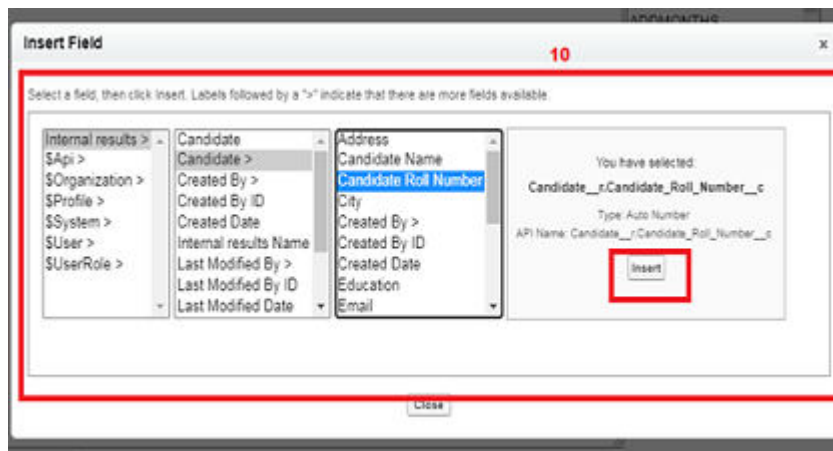 ADDMONTHS
Insert Field
x
10
Select a field, then click Insert. Labels followed by a ">" indicate that there are more fields available.
Internal results >
$Api >
$Organization >
$Profile >
$System >
$User >
$UserRole >
Candidate
Candidate >
Created By >
Created By ID
Created Date
Internal results Name
Last Modified By >
Last Modified By ID
Last Modified Date
Address
Candidate Name
Candidate Roll Number
City
Created By >
Created By ID
Created Date
Education
Email
You have selected:
Candidate__r.Candidate_Roll_Number__c
Type: Auto Number
API Name: Candidate__r.Candidate_Roll_Number__c
Insert
Close